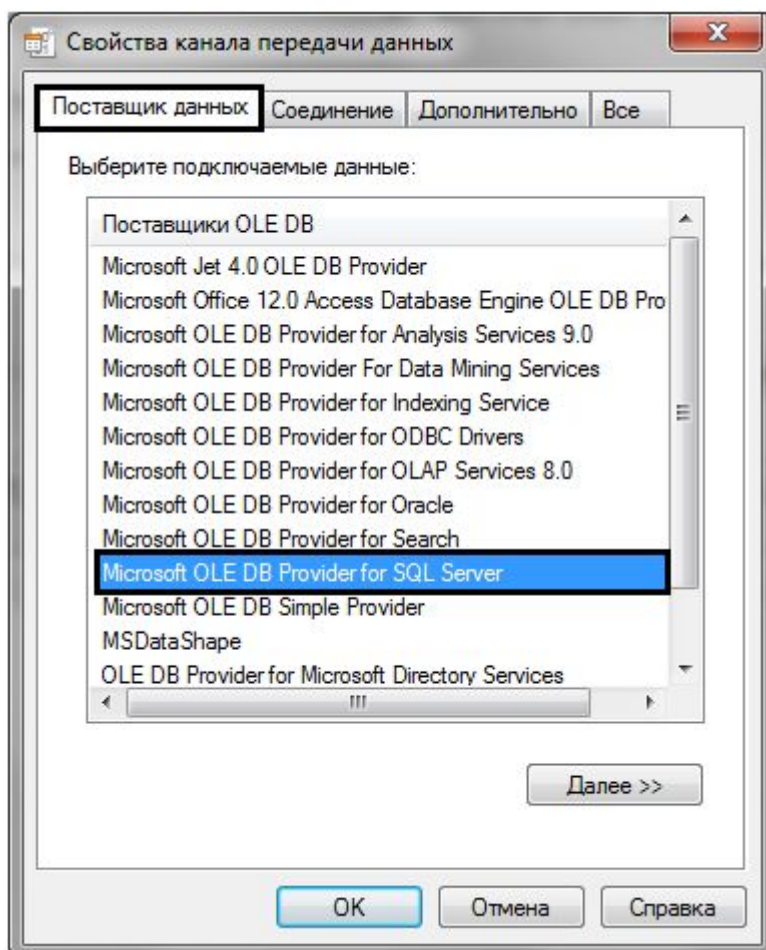 Свойства канала передачи данных
Поставщик данных
Соединение
Дополнительно
Все
Выберите подключаемые данные:
Поставщики OLE DB
Microsoft Jet 4.0 OLE DB Provider
Microsoft Office 12.0 Access Database Engine OLE DB Pro
Microsoft OLE DB Provider for Analysis Services 9.0
Microsoft OLE DB Provider For Data Mining Services
Microsoft OLE DB Provider for Indexing Service
Microsoft OLE DB Provider for ODBC Drivers
Microsoft OLE DB Provider for OLAP Services 8.0
Microsoft OLE DB Provider for Oracle
Microsoft OLE DB Provider for Search
Microsoft OLE DB Provider for SQL Server
Microsoft OLE DB Simple Provider
MSDataShape
OLE DB Provider for Microsoft Directory Services
Далее >>
OK
Отмена
Справка